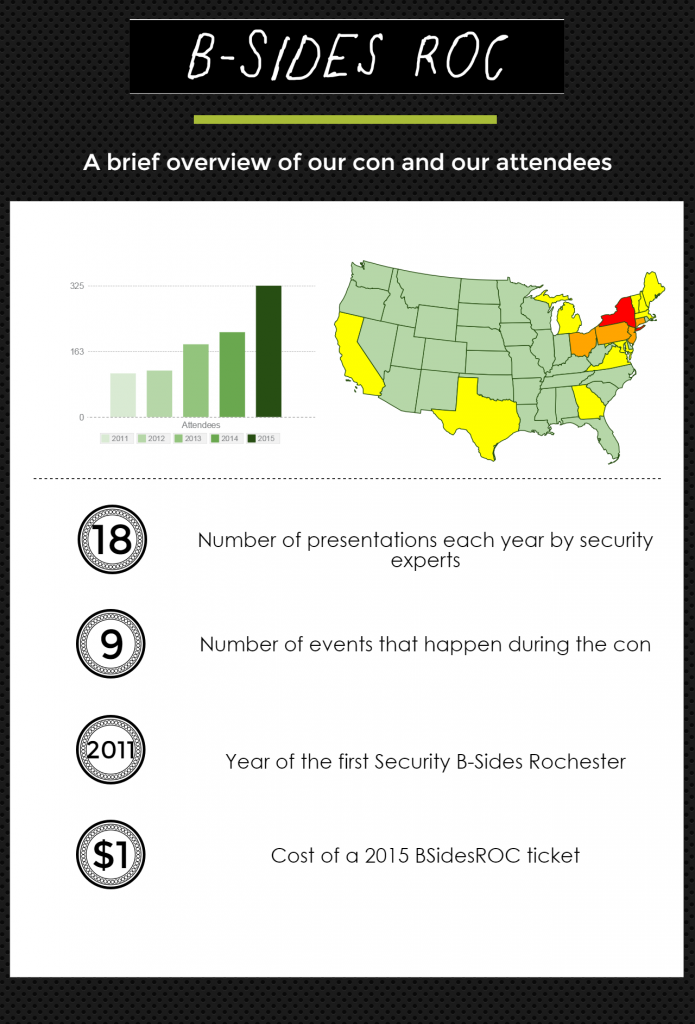 B-SIDES ROC
A brief overview of our con and our attendees
325
163
0
Attendees
2011 2012 2013 2014 2015
18
Number of presentations each year by security
experts
9
Number of events that happen during the con
2011
Year of the first Security B-Sides Rochester
$1
Cost of a 2015 BSidesROC ticket